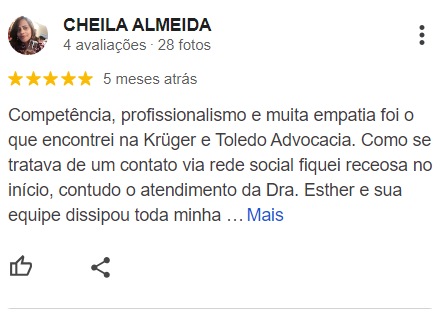 CHEILA ALMEIDA
4 avaliações · 28 fotos
5 meses atrás
Competência, profissionalismo e muita empatia foi o
que encontrei na Krüger e Toledo Advocacia. Como se
tratava de um contato via rede social fiquei receosa no
início, contudo o atendimento da Dra. Esther e sua
equipe dissipou toda minha … Mais